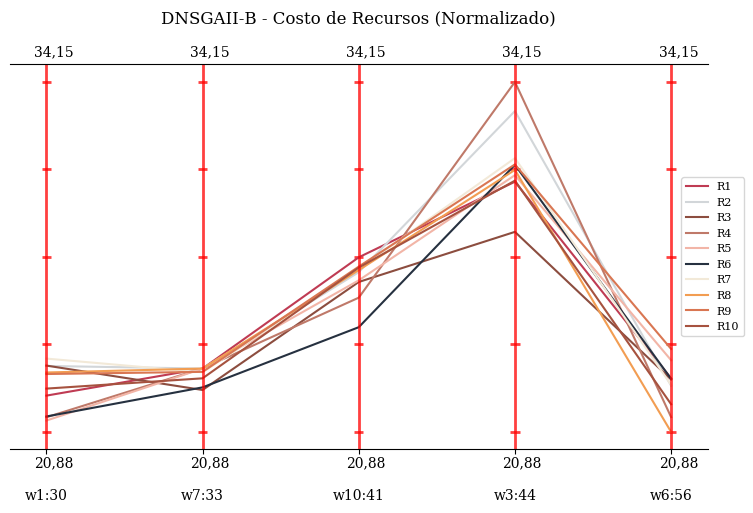 DNSGAII-B - Costo de Recursos (Normalizado)
34,15 34,15 34,15 34,15 34,15
R1
R2
R3
R4
R5
R6
R7
R8
R9
R10
20,88 20,88 20,88 20,88 20,88
w1:30 w7:33 w10:41 w3:44 w6:56